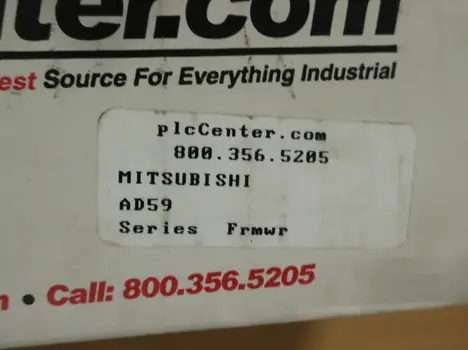 ter.com
est Source For Everything Industrial
plcCenter.com
800.356.5205
MITSUBISHI
AD59
Series Frmwr
n • Call: 800.356.5205